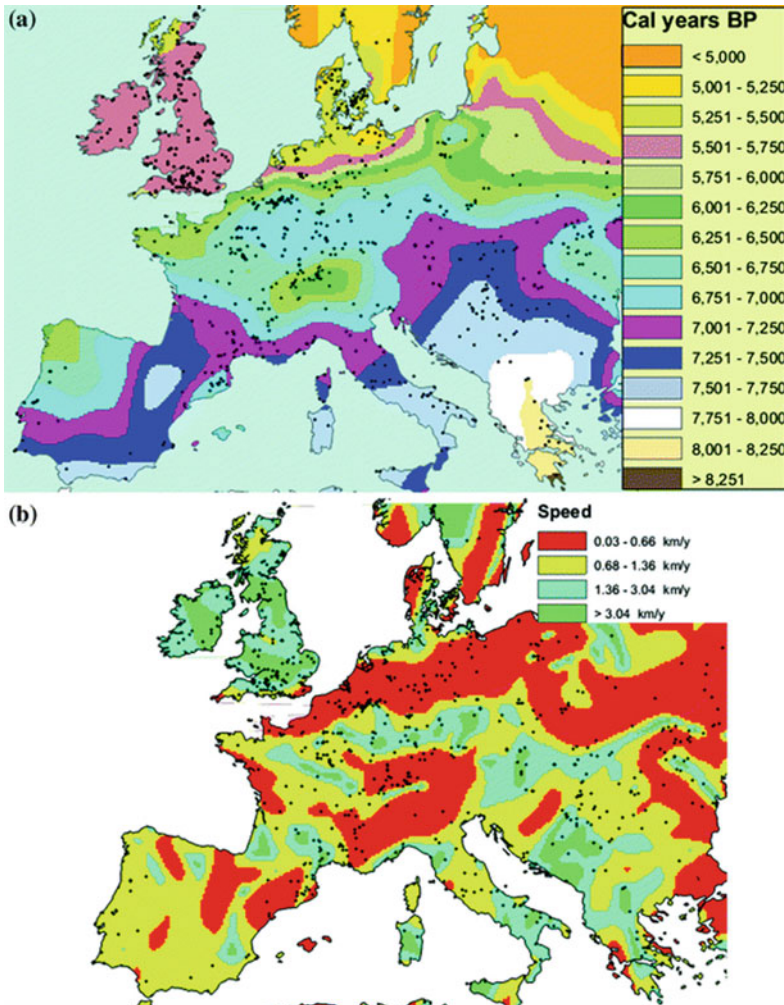 (a)
Cal years BP
< 5,000
5,001 - 5,250
5,251 - 5,500
5,501 - 5,750
5,751 - 6,000
6,001 - 6,250
6,251 - 6,500
6,501 - 6,750
6,751 - 7,000
7,001 - 7,250
7,251 - 7,500
7,501 - 7,750
7,751 - 8,000
8,001 - 8,250
> 8,251
(b)
Speed
0.03 - 0.66 km/y
0.68 - 1.36 km/y
1.36 - 3.04 km/y
> 3.04 km/y